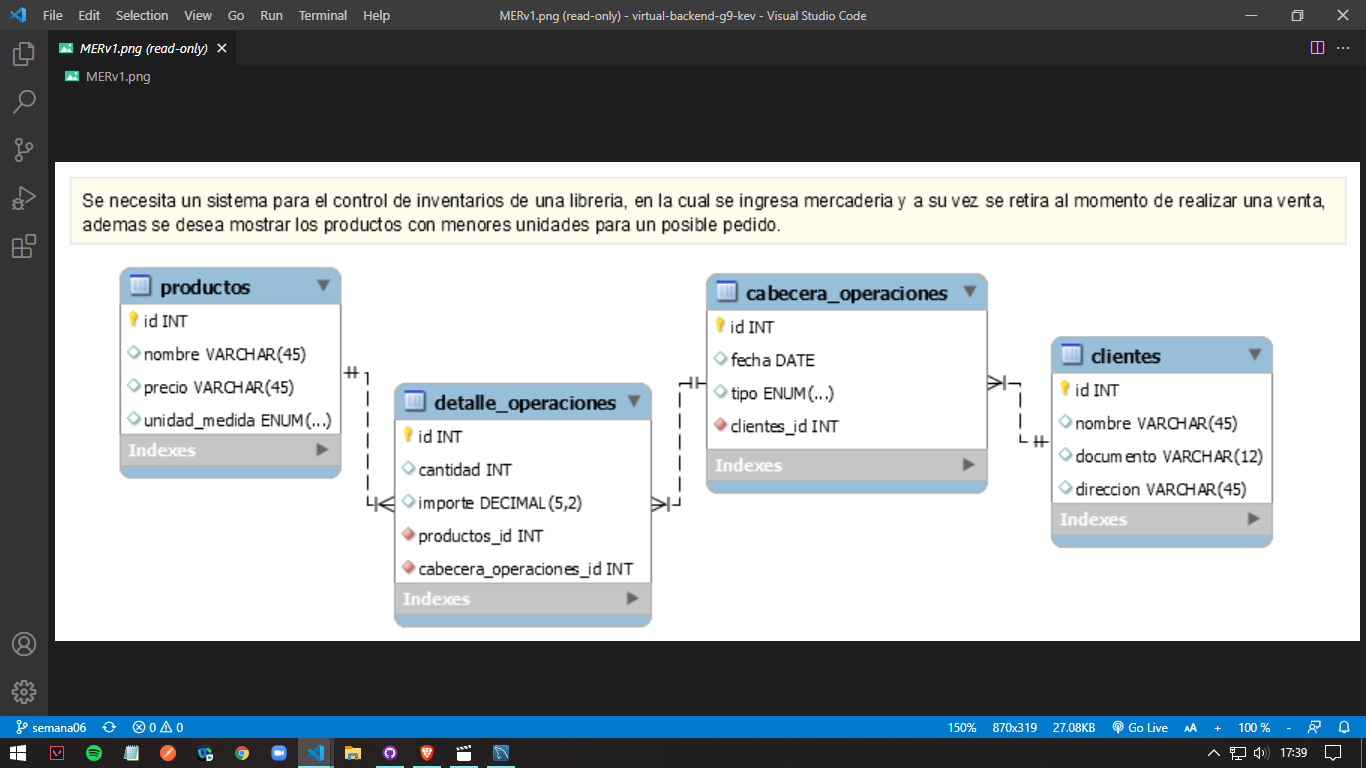 File Edit Selection View Go Run Terminal Help
MERv1.png (read-only) - virtual-backend-g9-kev - Visual Studio Code
MERv1.png (read-only)
MERv1.png
Se necesita un sistema para el control de inventarios de una libreria, en la cual se ingresa mercaderia y a su vez se retira al momento de realizar una venta,
ademas se desea mostrar los productos con menores unidades para un posible pedido.
productos
id INT
nombre VARCHAR(45)
precio VARCHAR(45)
unidad_medida ENUM(...)
Indexes
detalle_operaciones
id INT
cantidad INT
importe DECIMAL(5,2)
productos_id INT
cabecera_operaciones_id INT
Indexes
cabecera_operaciones
id INT
fecha DATE
tipo ENUM(...)
clientes_id INT
Indexes
clientes
id INT
nombre VARCHAR(45)
documento VARCHAR(12)
direccion VARCHAR(45)
Indexes
semana06 0 0 150% 870x319 27.08KB Go Live AA + 100 % -
17:39